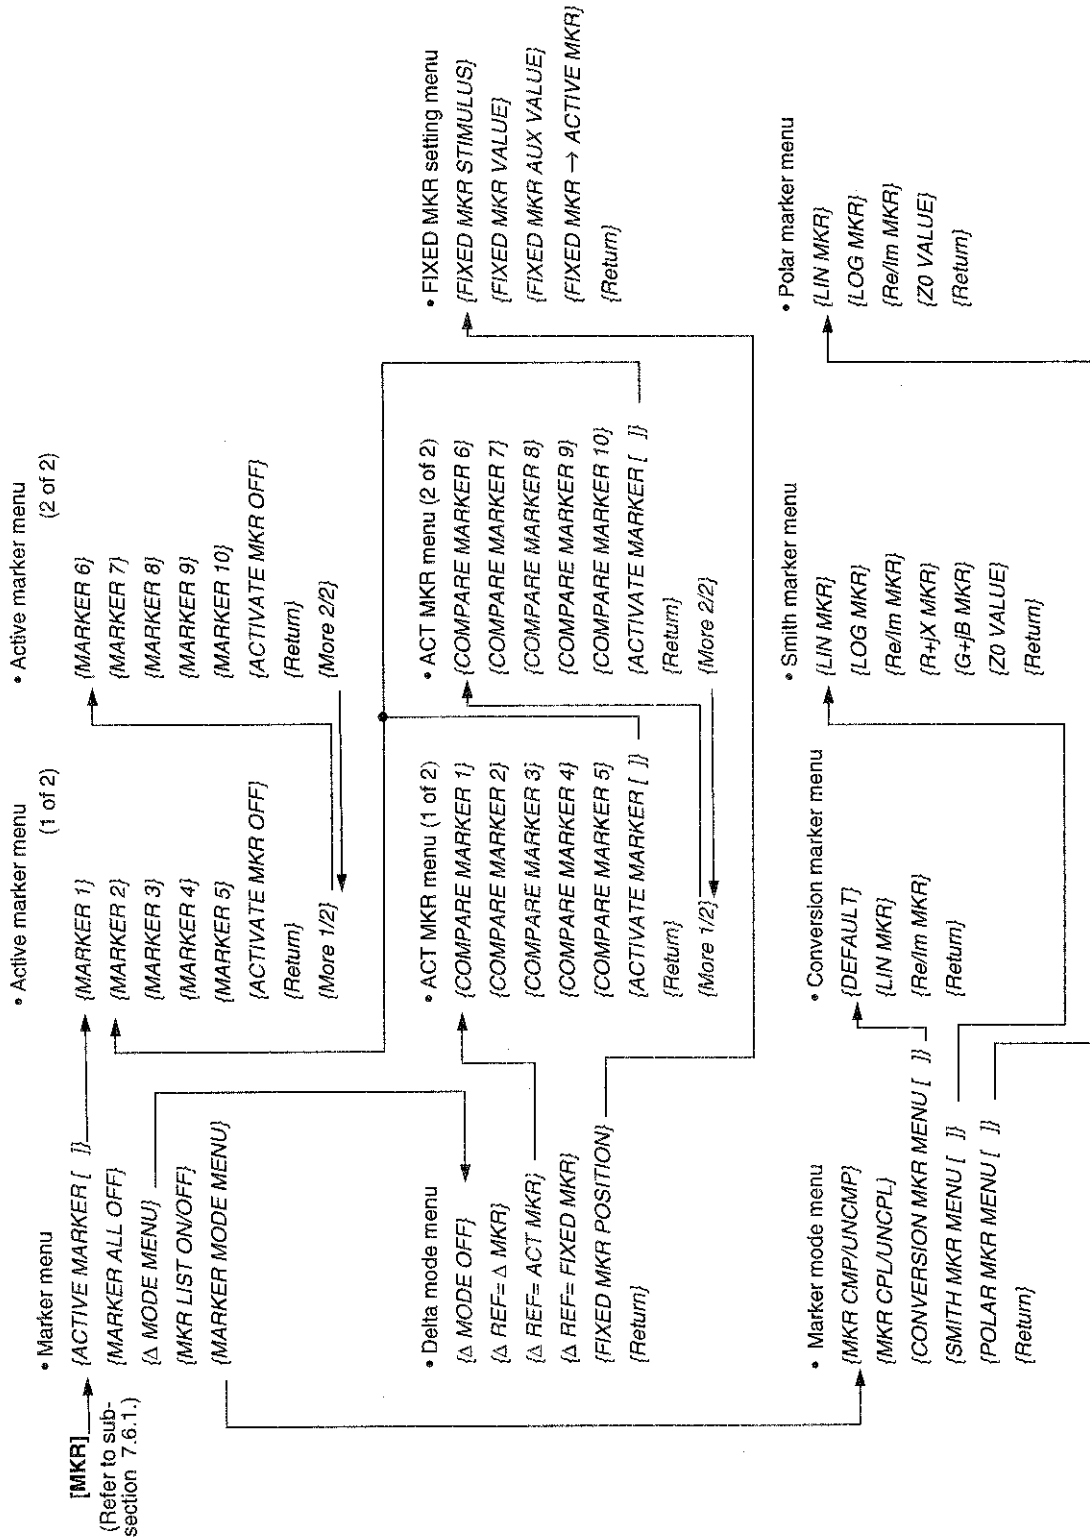 [MKR]
(Refer to sub-
section 7.6.1.)
• Marker menu
{ACTIVE MARKER [ ]}
{MARKER ALL OFF}
{Δ MODE MENU}
{MKR LIST ON/OFF}
{MARKER MODE MENU}
• Active marker menu
(1 of 2)
{MARKER 1}
{MARKER 2}
{MARKER 3}
{MARKER 4}
{MARKER 5}
{ACTIVATE MKR OFF}
{Return}
{More 1/2}
• Active marker menu
(2 of 2)
{MARKER 6}
{MARKER 7}
{MARKER 8}
{MARKER 9}
{MARKER 10}
{ACTIVATE MKR OFF}
{Return}
{More 2/2}
• Delta mode menu
{Δ MODE OFF}
{Δ REF= Δ MKR}
{Δ REF= ACT MKR}
{Δ REF= FIXED MKR}
{FIXED MKR POSITION}
{Return}
• ACT MKR menu (1 of 2)
{COMPARE MARKER 1}
{COMPARE MARKER 2}
{COMPARE MARKER 3}
{COMPARE MARKER 4}
{COMPARE MARKER 5}
{ACTIVATE MARKER [ ]}
{Return}
{More 1/2}
• ACT MKR menu (2 of 2)
{COMPARE MARKER 6}
{COMPARE MARKER 7}
{COMPARE MARKER 8}
{COMPARE MARKER 9}
{COMPARE MARKER 10}
{ACTIVATE MARKER [ ]}
{Return}
{More 2/2}
• FIXED MKR setting menu
{FIXED MKR STIMULUS}
{FIXED MKR VALUE}
{FIXED MKR AUX VALUE}
{FIXED MKR → ACTIVE MKR}
{Return}
• Marker mode menu
{MKR CMP/UNCMP}
{MKR CPL/UNCPL}
{CONVERSION MKR MENU [ ]}
{SMITH MKR MENU [ ]}
{POLAR MKR MENU [ ]}
{Return}
• Conversion marker menu
{DEFAULT}
{LIN MKR}
{Re/Im MKR}
{Return}
• Smith marker menu
{LIN MKR}
{LOG MKR}
{Re/Im MKR}
{R+jX MKR}
{G+jB MKR}
{Z0 VALUE}
{Return}
• Polar marker menu
{LIN MKR}
{LOG MKR}
{Re/Im MKR}
{Z0 VALUE}
{Return}